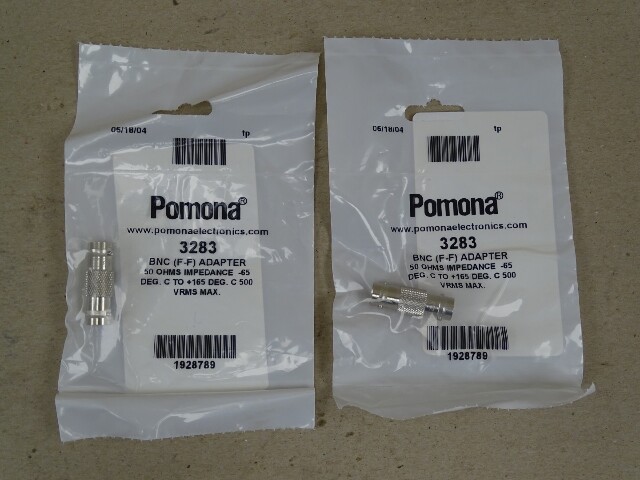 05/18/04 tp
Pomona®
www.pomonaelectronics.com
3283
BNC (F-F) ADAPTER
50 OHMS IMPEDANCE -65
DEG. C TO +165 DEG. C 500
VRMS MAX.
1928789
05/18/04 tp
Pomona®
www.pomonaelectronics.com
3283
BNC (F-F) ADAPTER
50 OHMS IMPEDANCE -65
DEG. C TO +165 DEG. C 500
VRMS MAX.
1928789